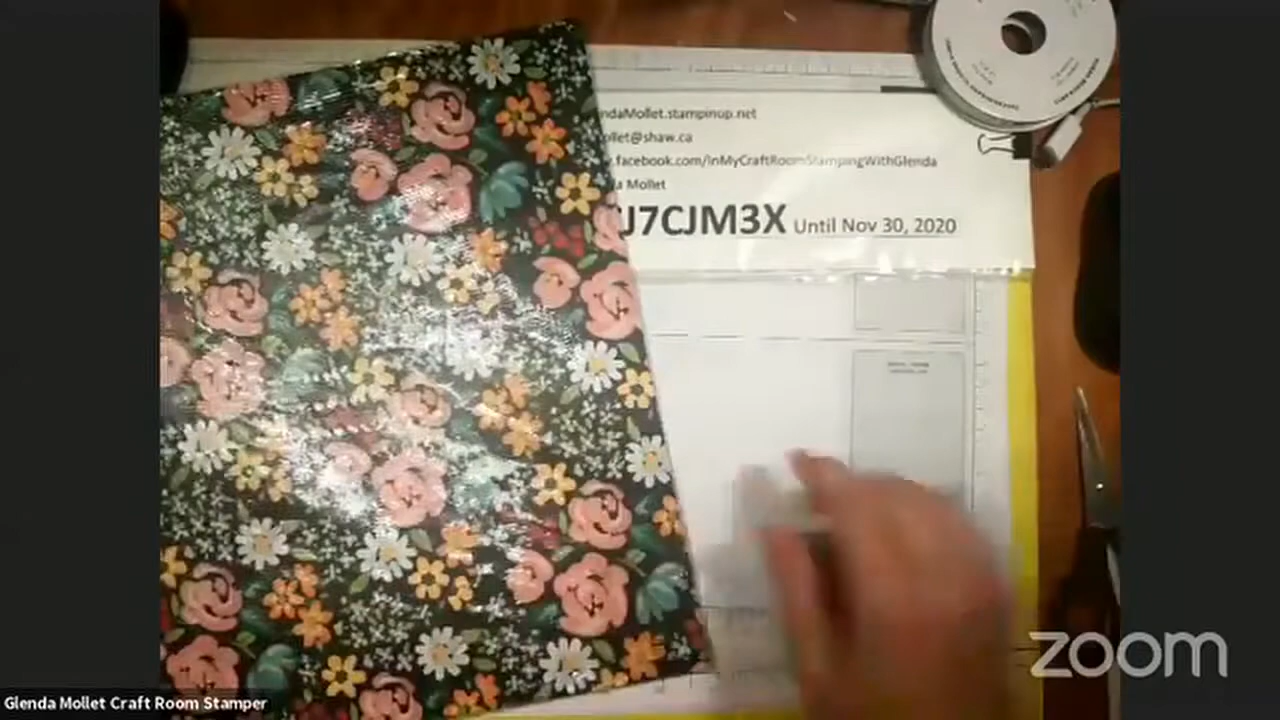 ndaMollet.stampinup.net
ollet@shaw.ca
.facebook.com/InMyCraftRoomStampingWithGlenda
a Mollet
J7CJM3X Until Nov 30, 2020
zoom
Glenda Mollet Craft Room Stamper